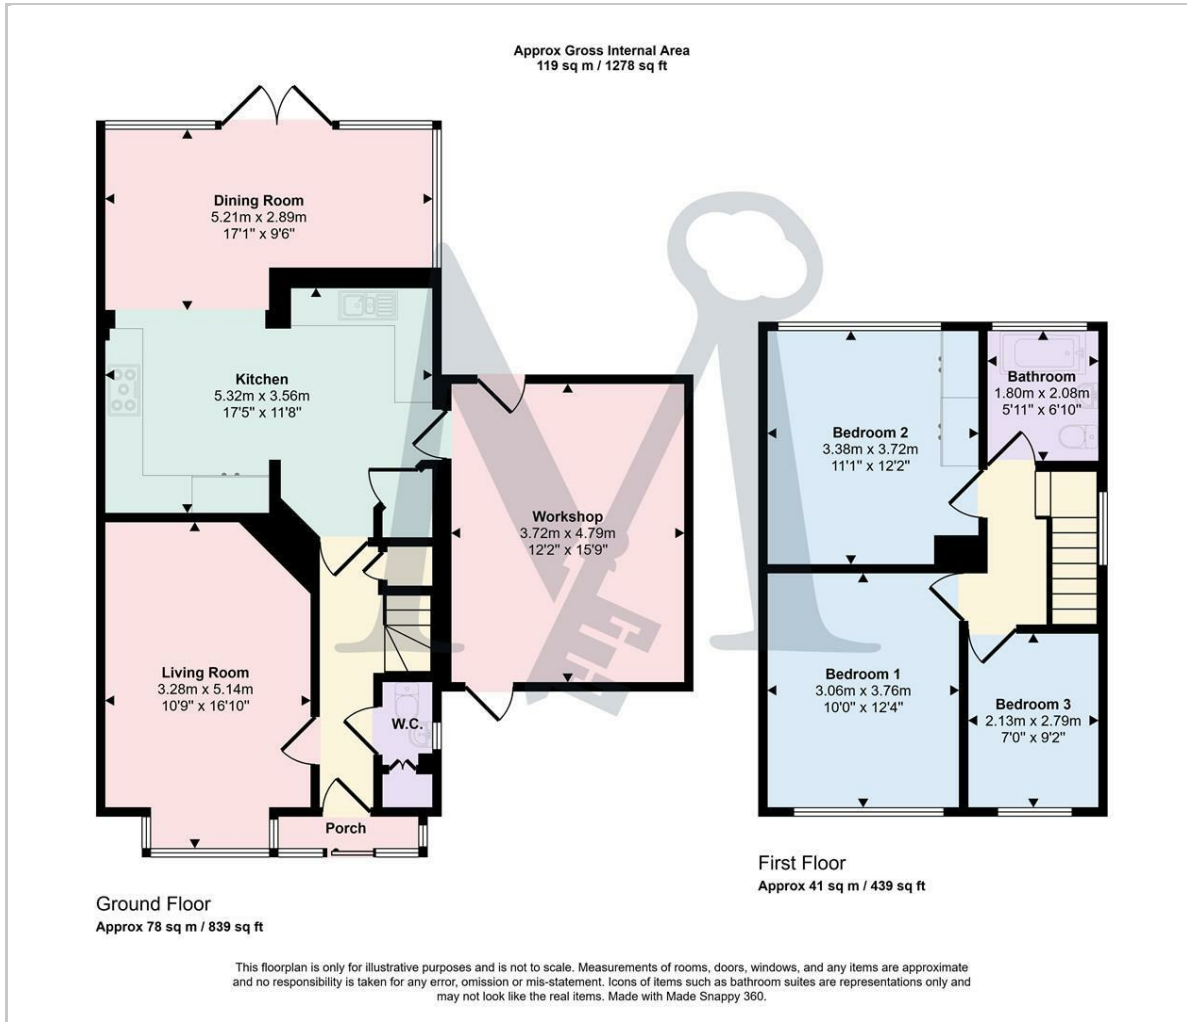 Approx Gross Internal Area
119 sq m / 1278 sq ft
Dining Room
5.21m x 2.89m
17'1" x 9'6"
Kitchen
5.32m x 3.56m
17'5" x 11'8"
Workshop
3.72m x 4.79m
12'2" x 15'9"
Living Room
3.28m x 5.14m
10'9" x 16'10"
W.C.
Porch
Ground Floor
Approx 78 sq m / 839 sq ft
Bathroom
1.80m x 2.08m
5'11" x 6'10"
Bedroom 2
3.38m x 3.72m
11'1" x 12'2"
Bedroom 1
3.06m x 3.76m
10'0" x 12'4"
Bedroom 3
2.13m x 2.79m
7'0" x 9'2"
First Floor
Approx 41 sq m / 439 sq ft
This floorplan is only for illustrative purposes and is not to scale. Measurements of rooms, doors, windows, and any items are approximate
and no responsibility is taken for any error, omission or mis-statement. Icons of items such as bathroom suites are representations only and
may not look like the real items. Made with Made Snappy 360.